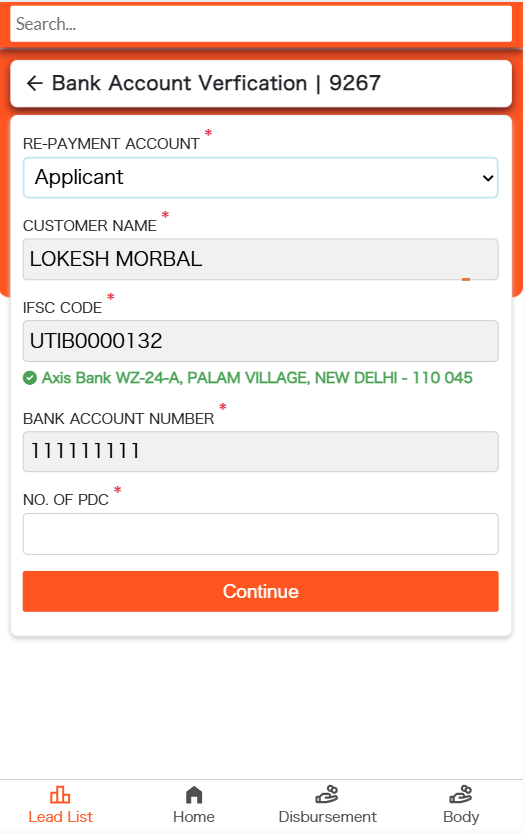 Search...
← Bank Account Verfication | 9267
RE-PAYMENT ACCOUNT *
Applicant
CUSTOMER NAME *
LOKESH MORBAL
IFSC CODE *
UTIB0000132
Axis Bank WZ-24-A, PALAM VILLAGE, NEW DELHI - 110 045
BANK ACCOUNT NUMBER *
111111111
NO. OF PDC *
Continue
Lead List Home Disbursement Body